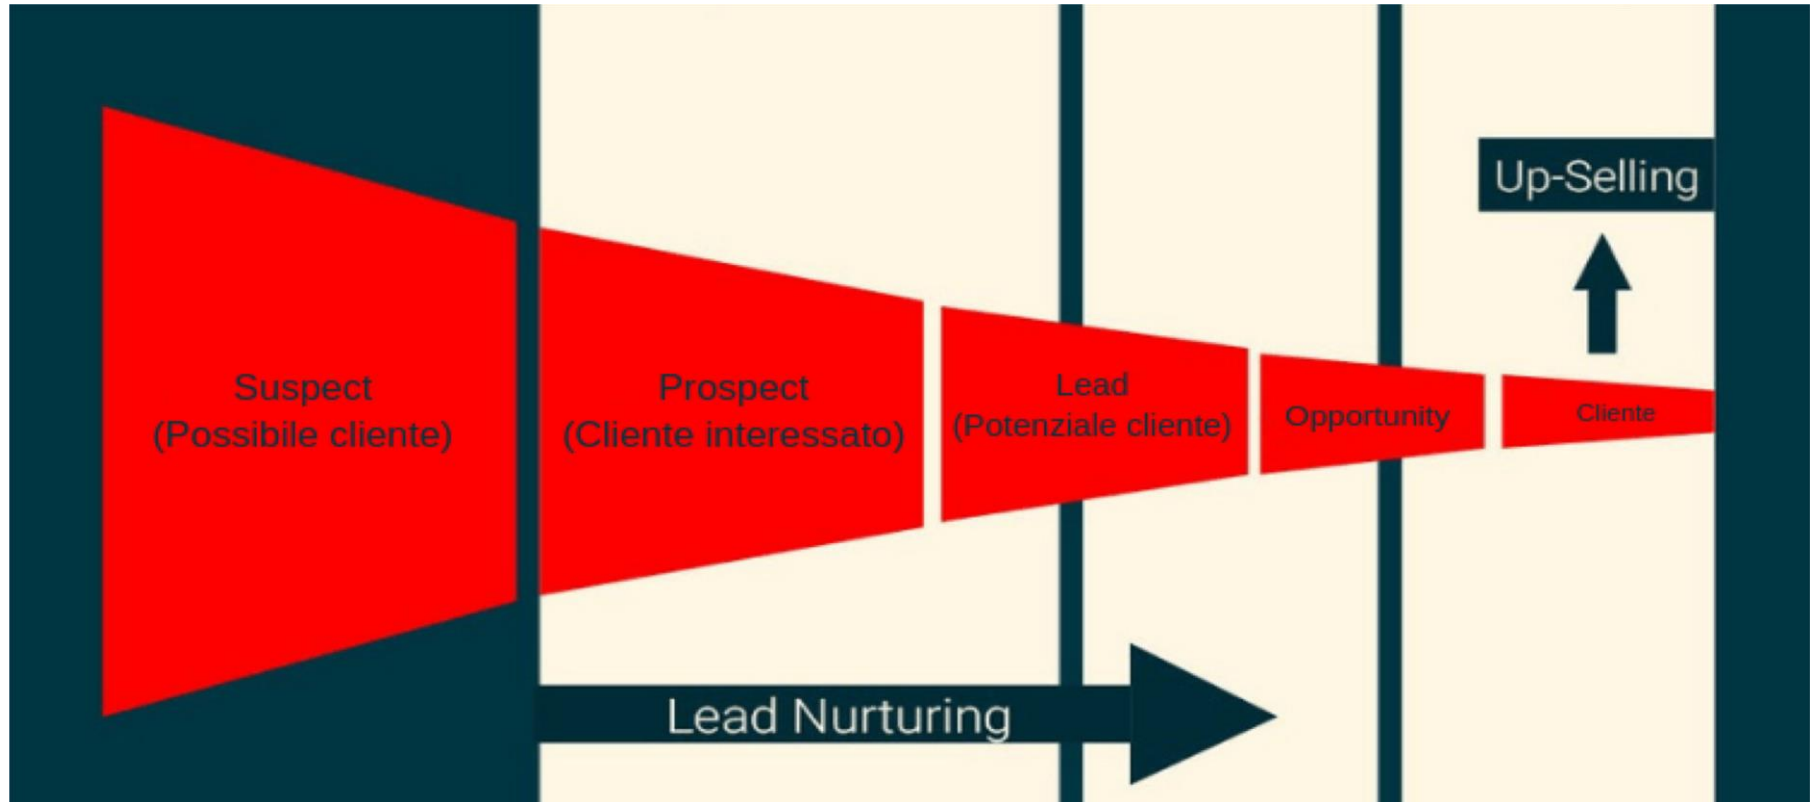 Up-Selling
Suspect
(Possibile cliente)
Prospect
(Cliente interessato)
Lead
(Potenziale cliente)
Opportunity
Cliente
Lead Nurturing